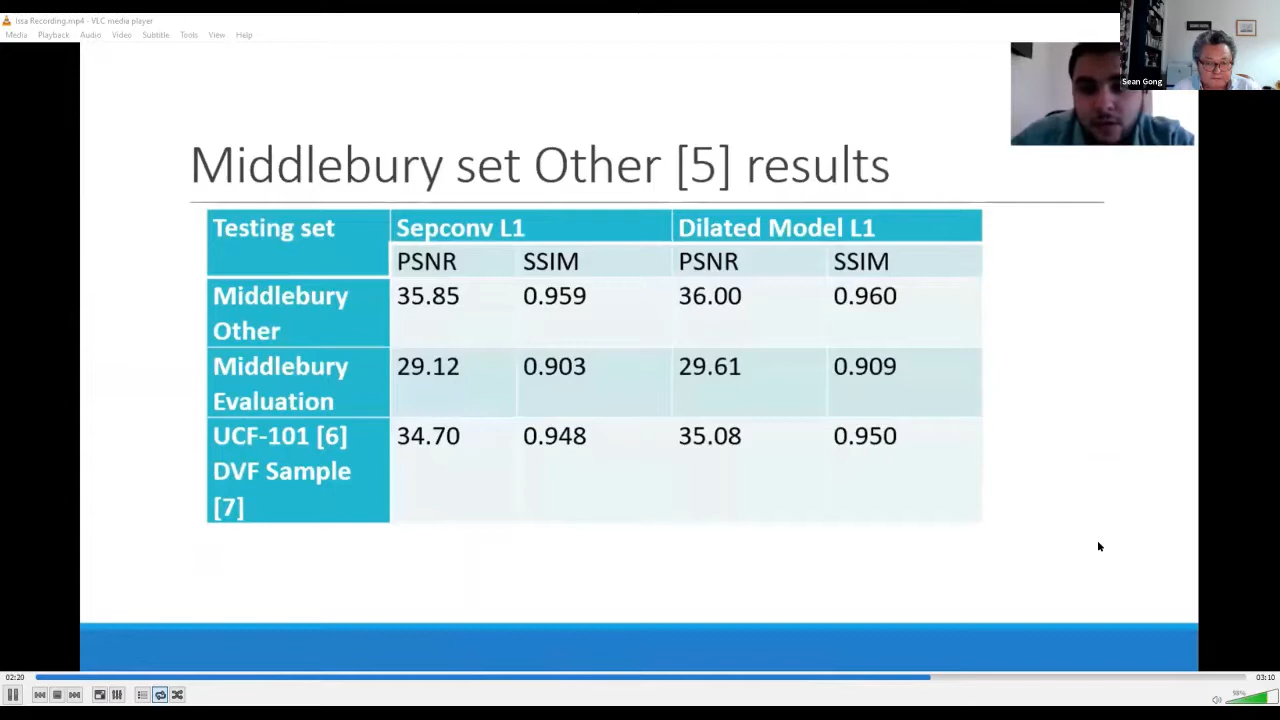 Issa Recording.mp4 - VLC media player
Media Playback Audio Video Subtitle Tools View Help
Sean Gong
Middlebury set Other [5] results
Testing set Sepconv L1 Dilated Model L1
PSNR SSIM PSNR SSIM
Middlebury 35.85 0.959 36.00 0.960
Other
Middlebury 29.12 0.903 29.61 0.909
Evaluation
UCF-101 [6] 34.70 0.948 35.08 0.950
DVF Sample
[7]
02:20 03:10
98%